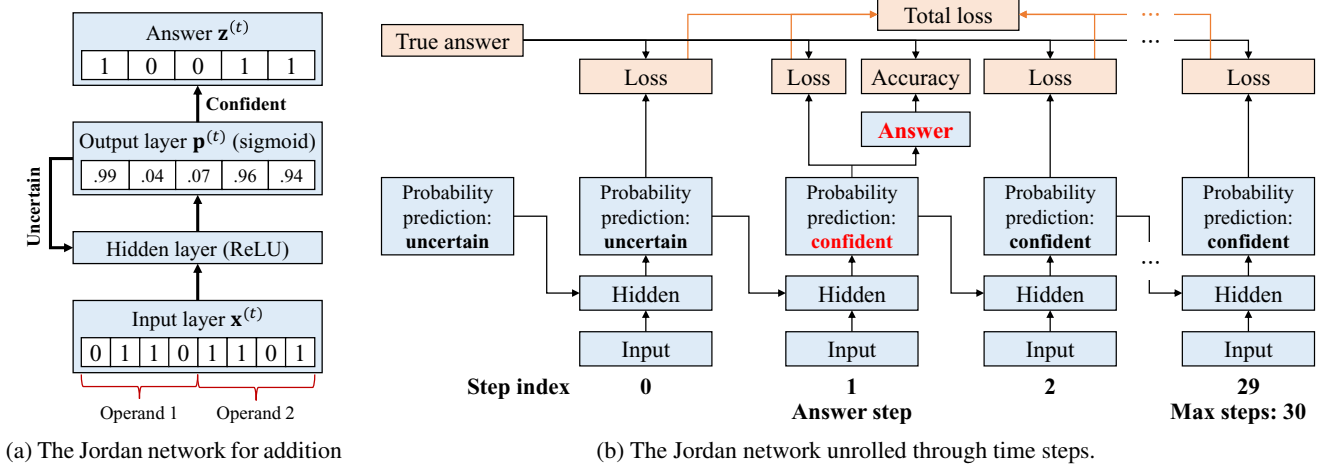 Answer z^(t)
1 0 0 1 1
Confident
Output layer p^(t) (sigmoid)
.99 .04 .07 .96 .94
Uncertain
Hidden layer (ReLU)
Input layer x^(t)
0 1 1 0 1 1 0 1
Operand 1 Operand 2
(a) The Jordan network for addition
Total loss
...
True answer
...
Loss Loss Accuracy Loss Loss
Answer
Probability
prediction:
uncertain
Probability
prediction:
uncertain
Probability
prediction:
confident
Probability
prediction:
confident
...
Probability
prediction:
confident
Hidden Hidden Hidden Hidden
Input Input Input Input
Step index 0 1 2 29
Answer step Max steps: 30
(b) The Jordan network unrolled through time steps.